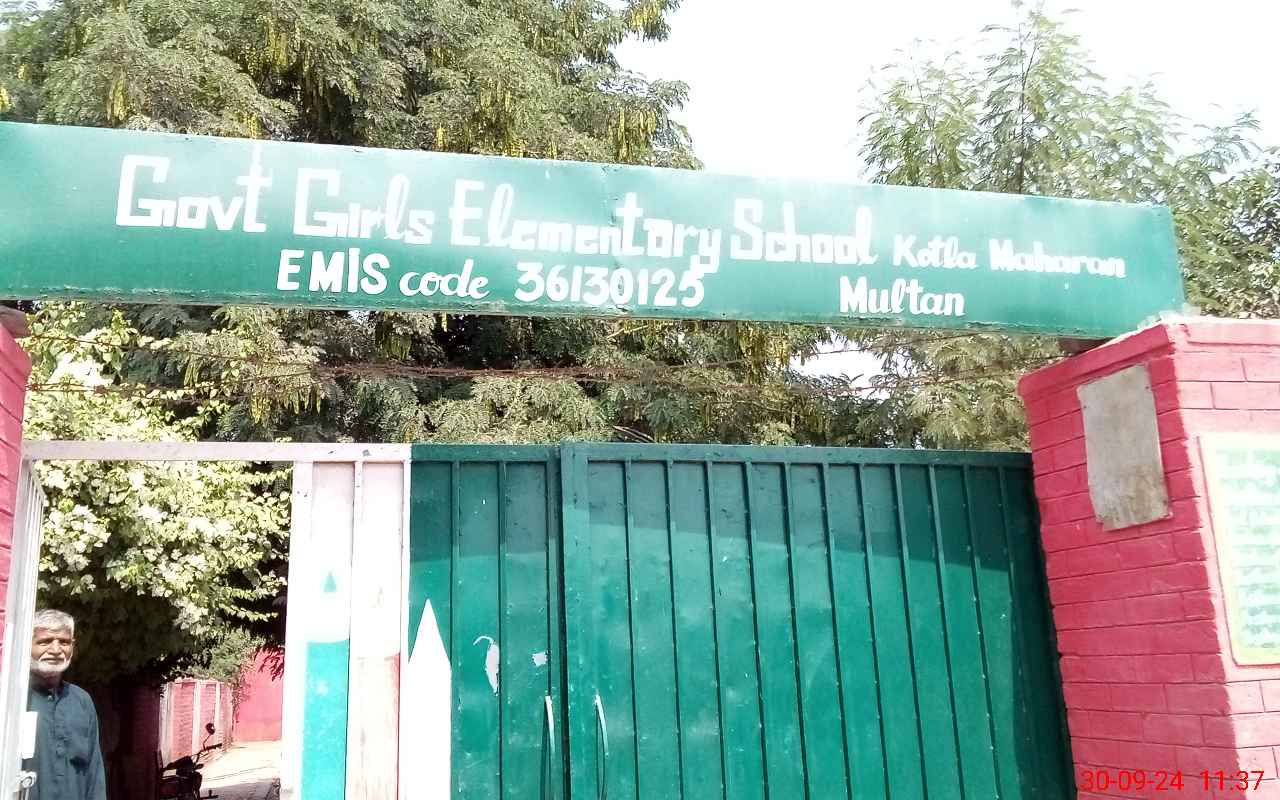 Govt Girls Elementary School Kotla Maharan
EMIS code 36130125 Multan
30-09-24 11:37